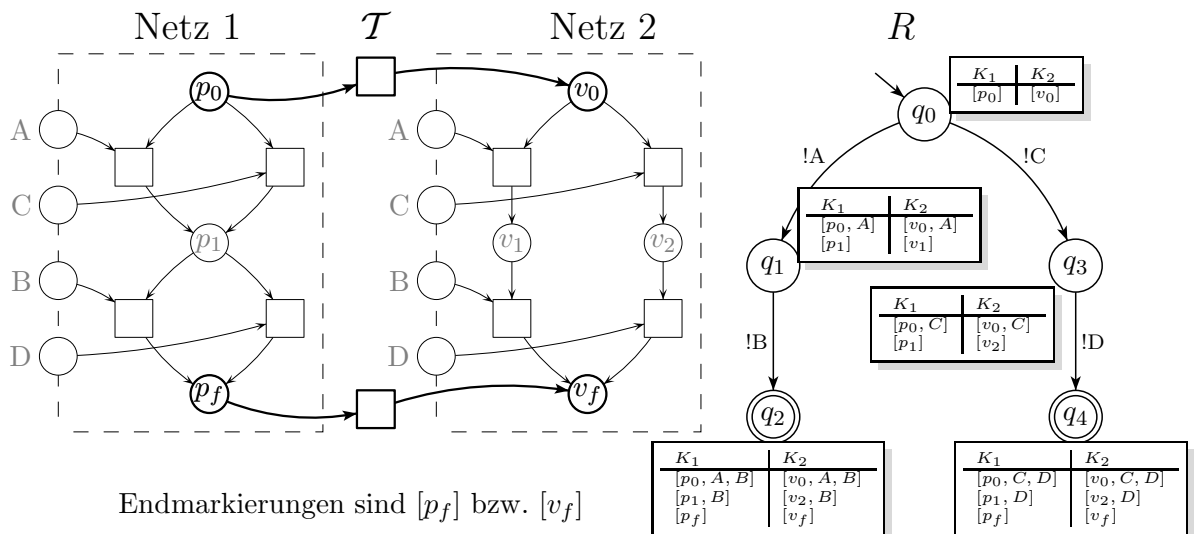 Netz 1
𝒯
Netz 2
R
p0
v0
A
C
B
D
p1
pf
A
C
B
D
v1
v2
vf
Endmarkierungen sind [pf] bzw. [vf]
q0
K1 K2
[p0] [v0]
!A
!C
q1
K1 K2
[p0, A] [v0, A]
[p1] [v1]
q3
K1 K2
[p0, C] [v0, C]
[p1] [v2]
!B
!D
q2
K1 K2
[p0, A, B] [v0, A, B]
[p1, B] [v2, B]
[pf] [vf]
q4
K1 K2
[p0, C, D] [v0, C, D]
[p1, D] [v2, D]
[pf] [vf]